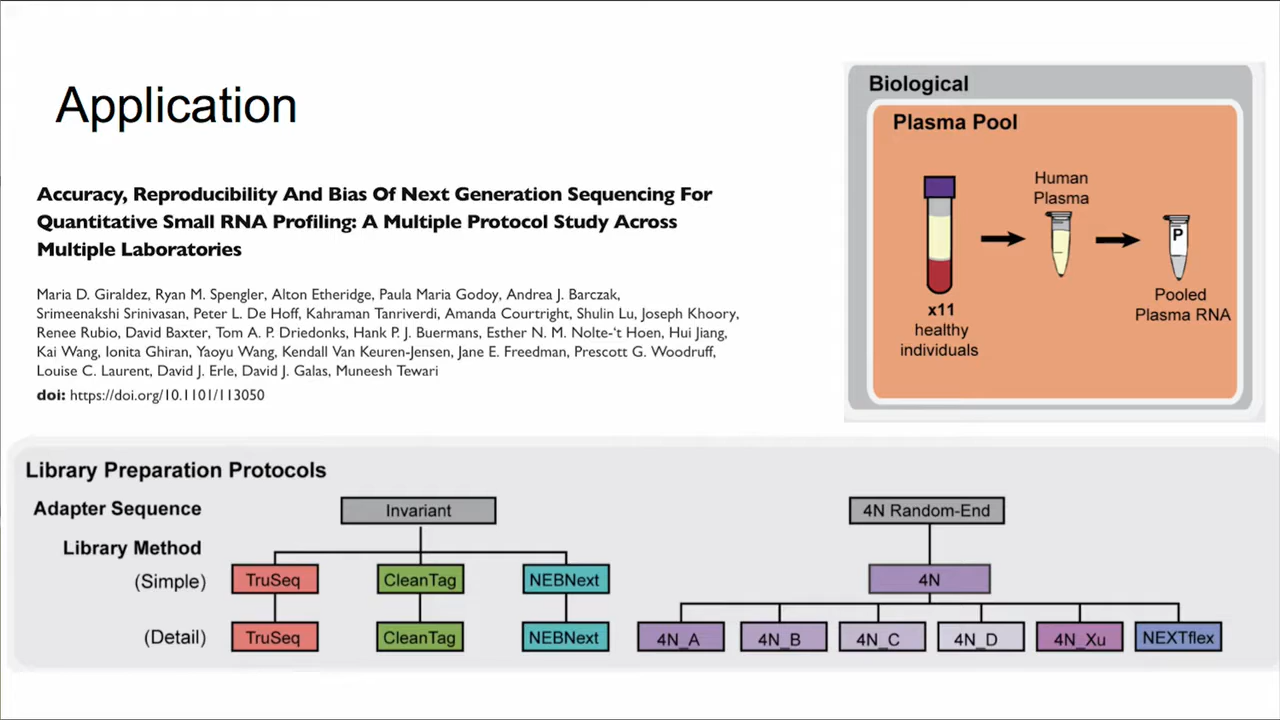 Application
Accuracy, Reproducibility And Bias Of Next Generation Sequencing For
Quantitative Small RNA Profiling: A Multiple Protocol Study Across
Multiple Laboratories
Maria D. Giraldez, Ryan M. Spengler, Alton Etheridge, Paula Maria Godoy, Andrea J. Barczak,
Srimeenakshi Srinivasan, Peter L. De Hoff, Kahraman Tanriverdi, Amanda Courtright, Shulin Lu, Joseph Khoory,
Renee Rubio, David Baxter, Tom A. P. Driedonks, Hank P. J. Buermans, Esther N. M. Nolte-‘t Hoen, Hui Jiang,
Kai Wang, Ionita Ghiran, Yaoyu Wang, Kendall Van Keuren-Jensen, Jane E. Freedman, Prescott G. Woodruff,
Louise C. Laurent, David J. Erle, David J. Galas, Muneesh Tewari
doi: https://doi.org/10.1101/113050
Biological
Plasma Pool
Human
Plasma
P
x11
healthy
individuals
Pooled
Plasma RNA
Library Preparation Protocols
Adapter Sequence
Invariant
4N Random-End
Library Method
(Simple)
TruSeq
CleanTag
NEBNext
4N
(Detail)
TruSeq
CleanTag
NEBNext
4N_A
4N_B
4N_C
4N_D
4N_Xu
NEXTflex